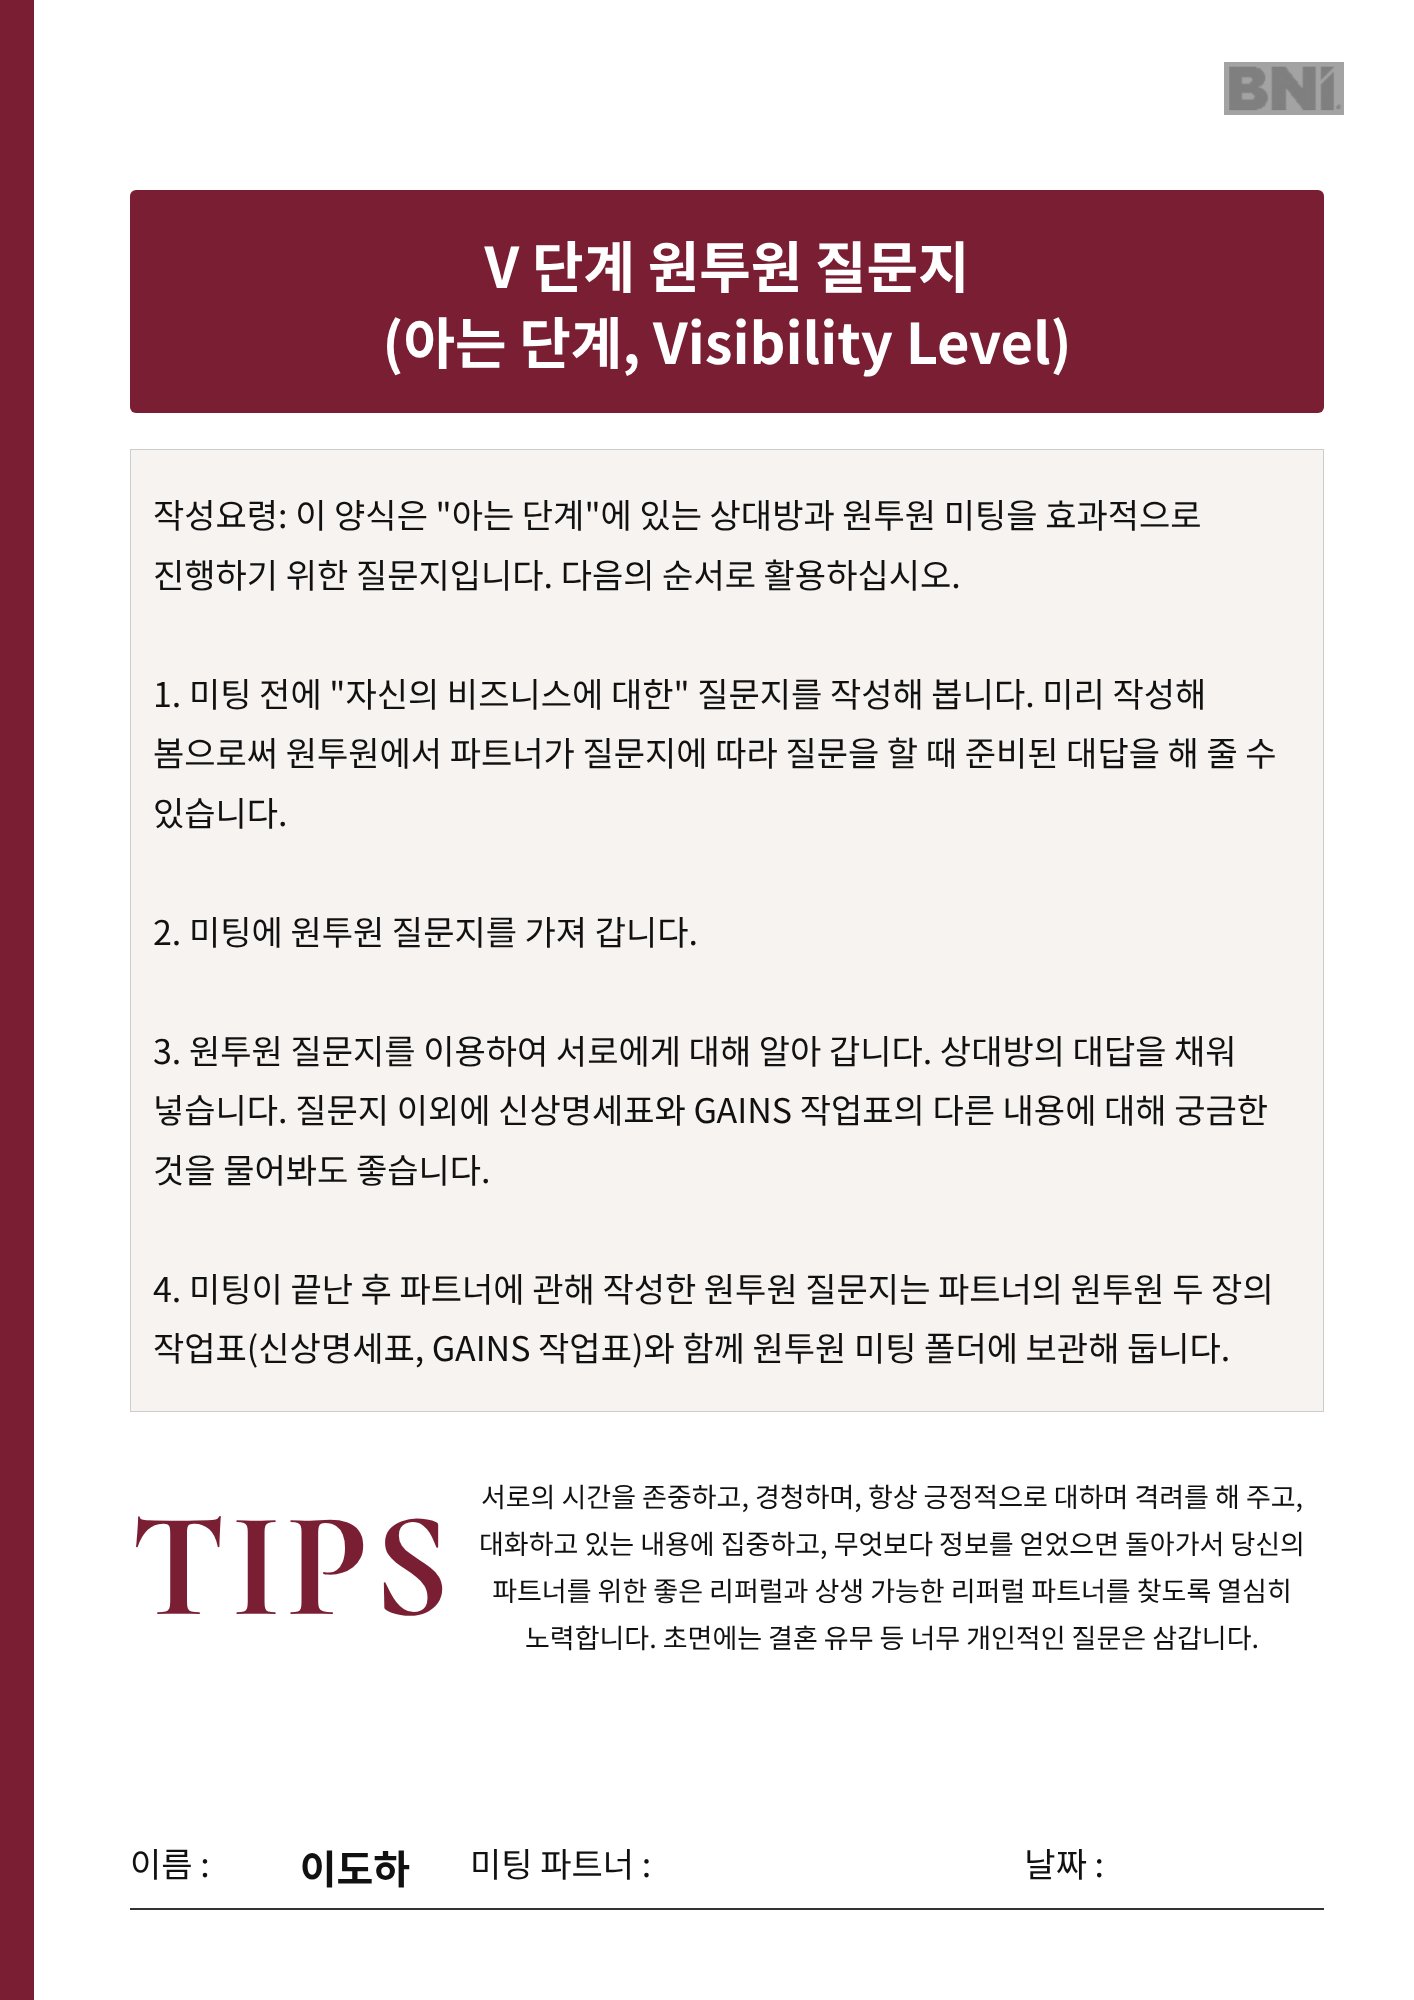 BNI
V 단계 원투원 질문지
(아는 단계, Visibility Level)
작성요령: 이 양식은 "아는 단계"에 있는 상대방과 원투원 미팅을 효과적으로
진행하기 위한 질문지입니다. 다음의 순서로 활용하십시오.
1. 미팅 전에 "자신의 비즈니스에 대한" 질문지를 작성해 봅니다. 미리 작성해
봄으로써 원투원에서 파트너가 질문지에 따라 질문을 할 때 준비된 대답을 해 줄 수
있습니다.
2. 미팅에 원투원 질문지를 가져 갑니다.
3. 원투원 질문지를 이용하여 서로에게 대해 알아 갑니다. 상대방의 대답을 채워
넣습니다. 질문지 이외에 신상명세표와 GAINS 작업표의 다른 내용에 대해 궁금한
것을 물어봐도 좋습니다.
4. 미팅이 끝난 후 파트너에 관해 작성한 원투원 질문지는 파트너의 원투원 두 장의
작업표(신상명세표, GAINS 작업표)와 함께 원투원 미팅 폴더에 보관해 둡니다.
TIPS
서로의 시간을 존중하고, 경청하며, 항상 긍정적으로 대하며 격려를 해 주고,
대화하고 있는 내용에 집중하고, 무엇보다 정보를 얻었으면 돌아가서 당신의
파트너를 위한 좋은 리퍼럴과 상생 가능한 리퍼럴 파트너를 찾도록 열심히
노력합니다. 초면에는 결혼 유무 등 너무 개인적인 질문은 삼갑니다.
이름 : 이도하 미팅 파트너 : 날짜 :